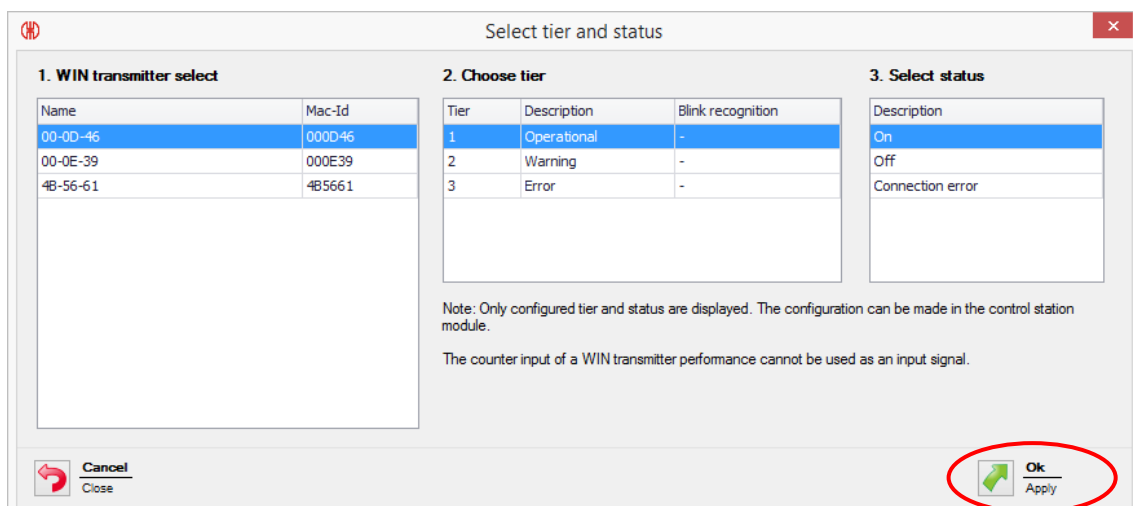 Select tier and status
1. WIN transmitter select
Name Mac-Id
00-0D-46 000D46
00-0E-39 000E39
4B-56-61 4B5661
2. Choose tier
Tier Description Blink recognition
1 Operational -
2 Warning -
3 Error -
3. Select status
Description
On
Off
Connection error
Note: Only configured tier and status are displayed. The configuration can be made in the control station
module.
The counter input of a WIN transmitter performance cannot be used as an input signal.
Cancel
Close
Ok
Apply